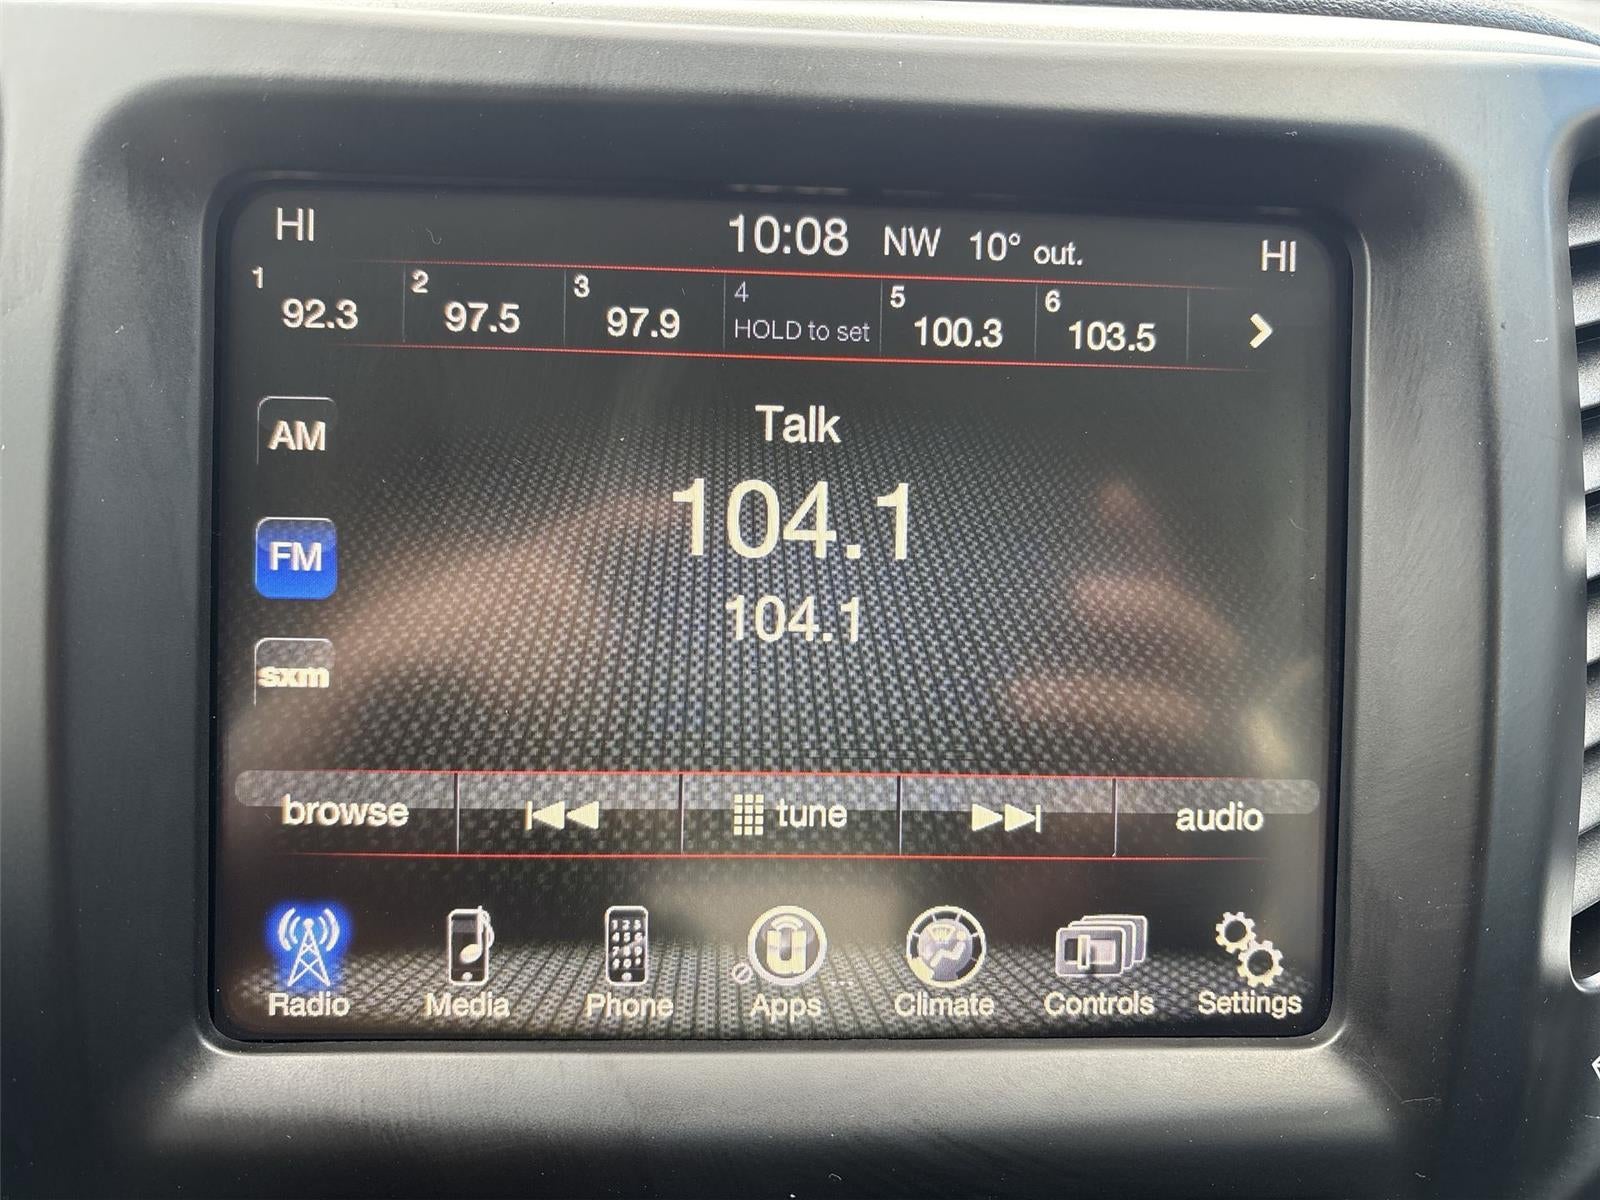 HI 10:08 NW 10° out. HI
1 92.3 2 97.5 3 97.9 4 HOLD to set 5 100.3 6 103.5
AM
Talk
104.1
FM
104.1
sxm
browse tune audio
Radio Media Phone Apps Climate Controls Settings